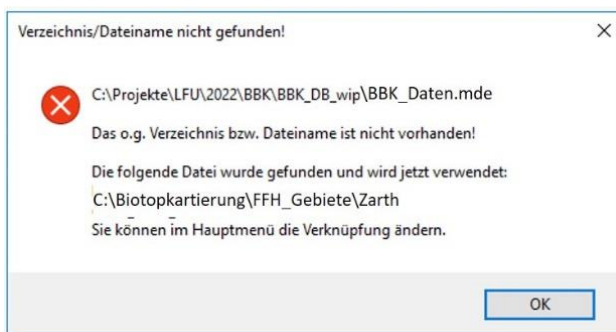 Verzeichnis/Dateiname nicht gefunden!
C:\Projekte\LFU\2022\BBK\BBK_DB_wip\BBK_Daten.mde
Das o.g. Verzeichnis bzw. Dateiname ist nicht vorhanden!
Die folgende Datei wurde gefunden und wird jetzt verwendet:
C:\Biotopkartierung\FFH_Gebiete\Zarth
Sie können im Hauptmenü die Verknüpfung ändern.
OK